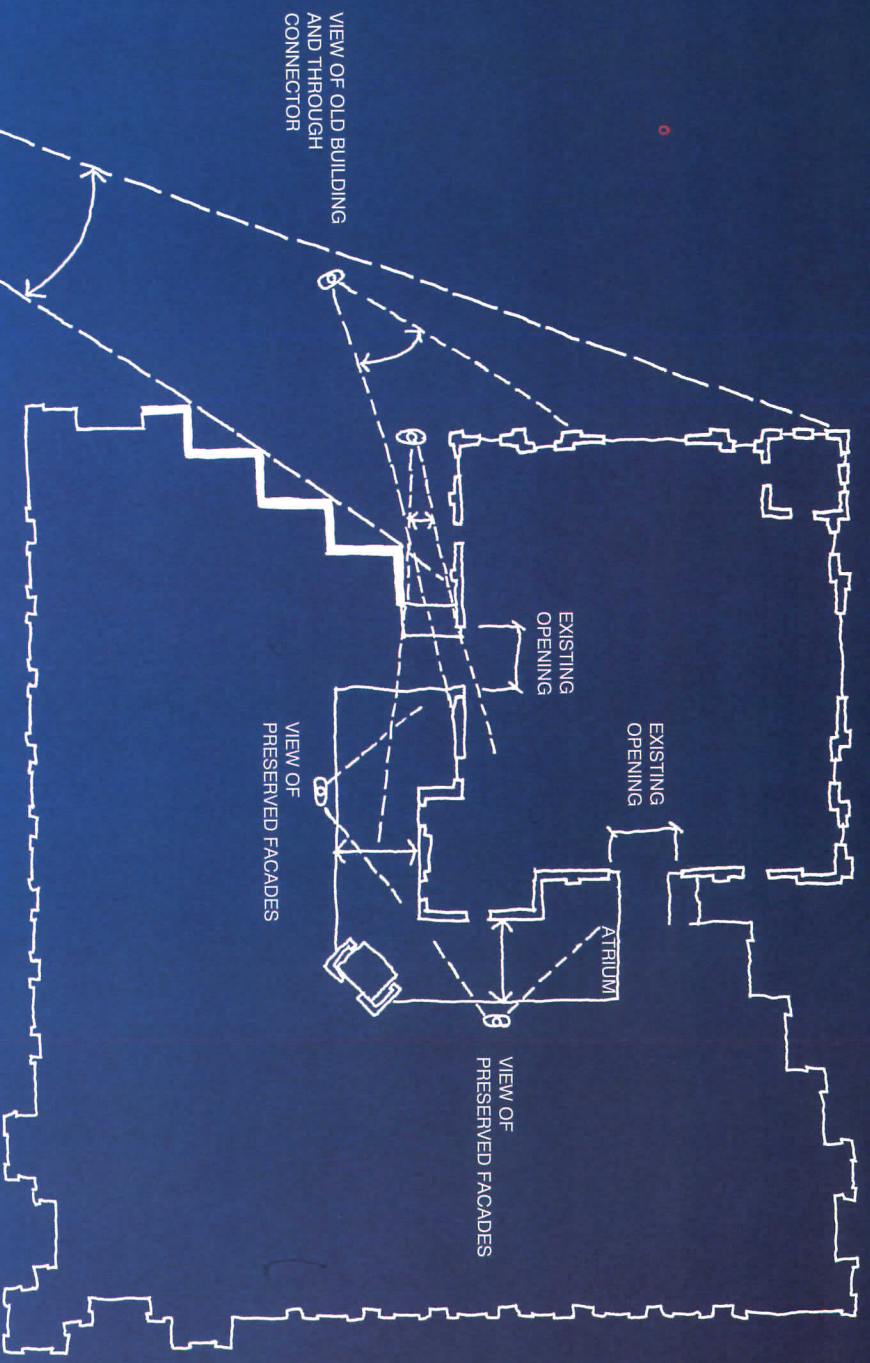 VIEW OF OLD BUILDING
AND THROUGH
CONNECTOR
EXISTING
OPENING
EXISTING
OPENING
VIEW OF
PRESERVED FACADES
ATRIUM
VIEW OF
PRESERVED FACADES